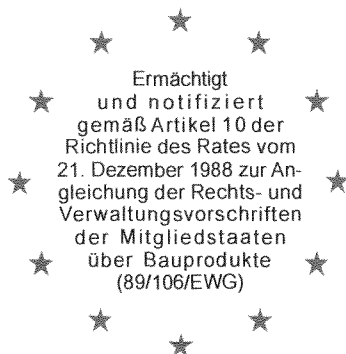 Ermächtigt
und notifiziert
gemäß Artikel 10 der
Richtlinie des Rates vom
21. Dezember 1988 zur An-
gleichung der Rechts- und
Verwaltungsvorschriften
der Mitgliedstaaten
über Bauprodukte
(89/106/EWG)